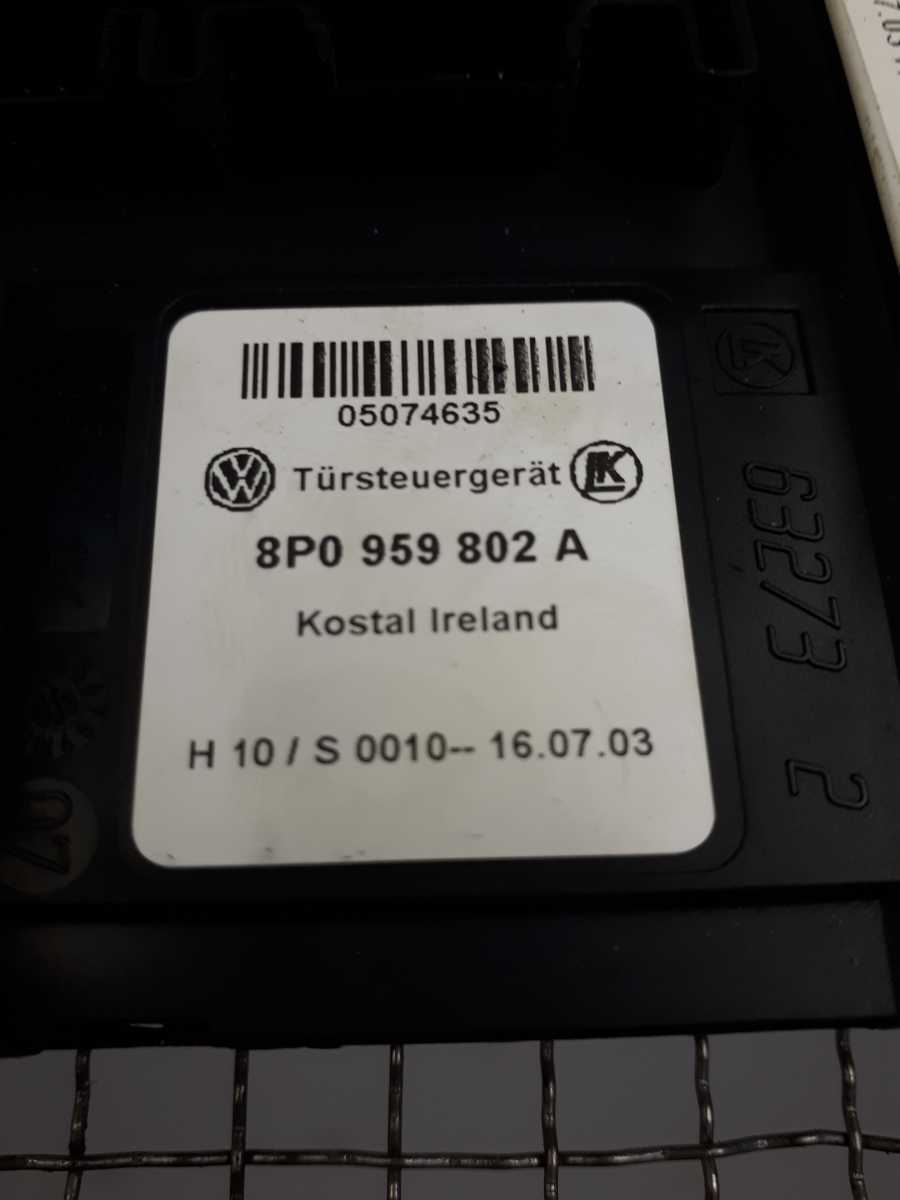 05074635
Türsteuergerät
8P0 959 802 A
Kostal Ireland
H 10 / S 0010-- 16.07.03
63273 2